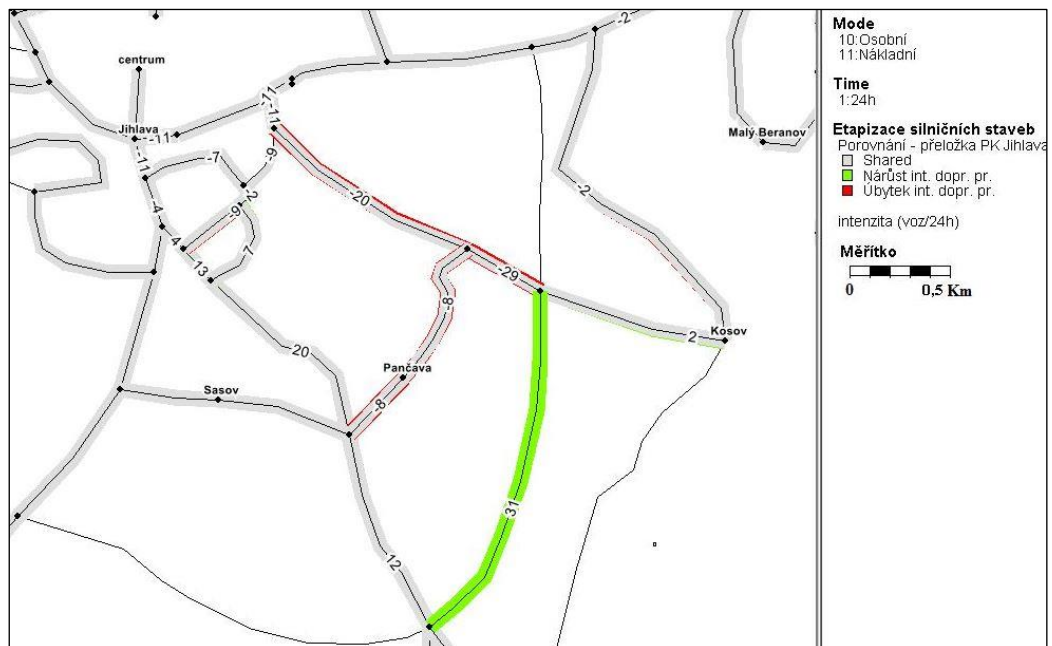 -2
centrum
-11
-11
Jihlava
-11
Malý Beranov
-11
-7
-9
-2
-20
-2
-4
-9
4
7
13
-29
-8
Kosov
2
20
Pančava
Sasov
-8
31
12
Mode
10:Osobní
11:Nákladní
Time
1:24h
Etapizace silničních staveb
Porovnání - přeložka PK Jihlava
Shared
Nárůst int. dopr. pr.
Úbytek int. dopr. pr.
intenzita (voz/24h)
Měřítko
0 0,5 Km